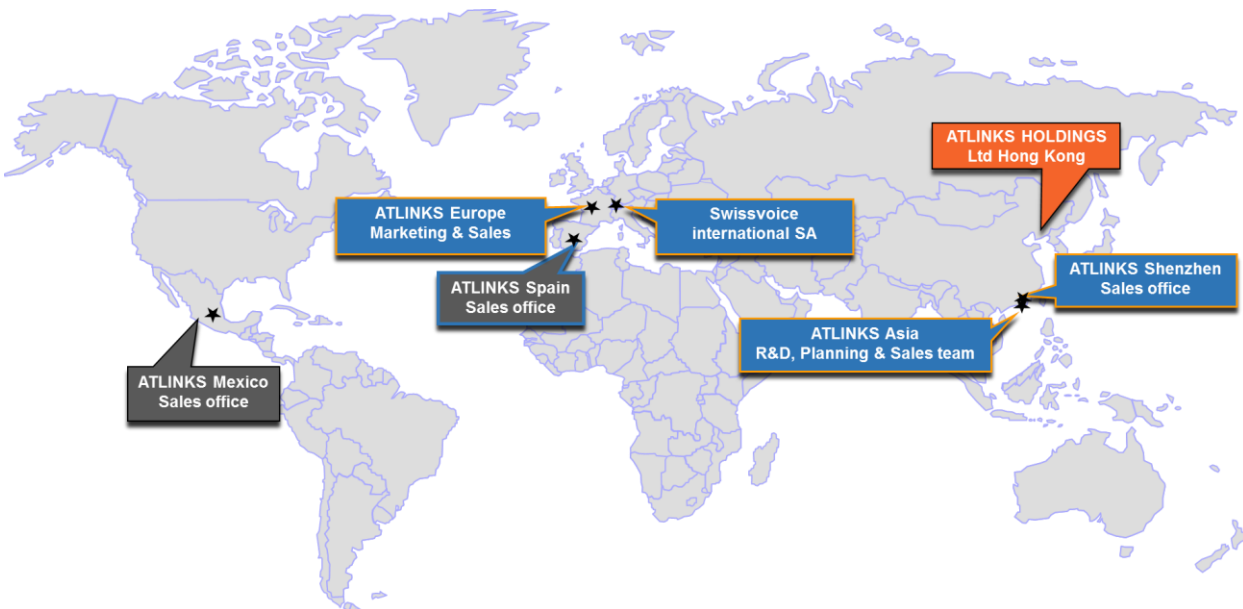 ATLINKS HOLDINGS
Ltd Hong Kong
ATLINKS Europe
Marketing & Sales
Swissvoice
international SA
ATLINKS Spain
Sales office
ATLINKS Shenzhen
Sales office
ATLINKS Asia
R&D, Planning & Sales team
ATLINKS Mexico
Sales office